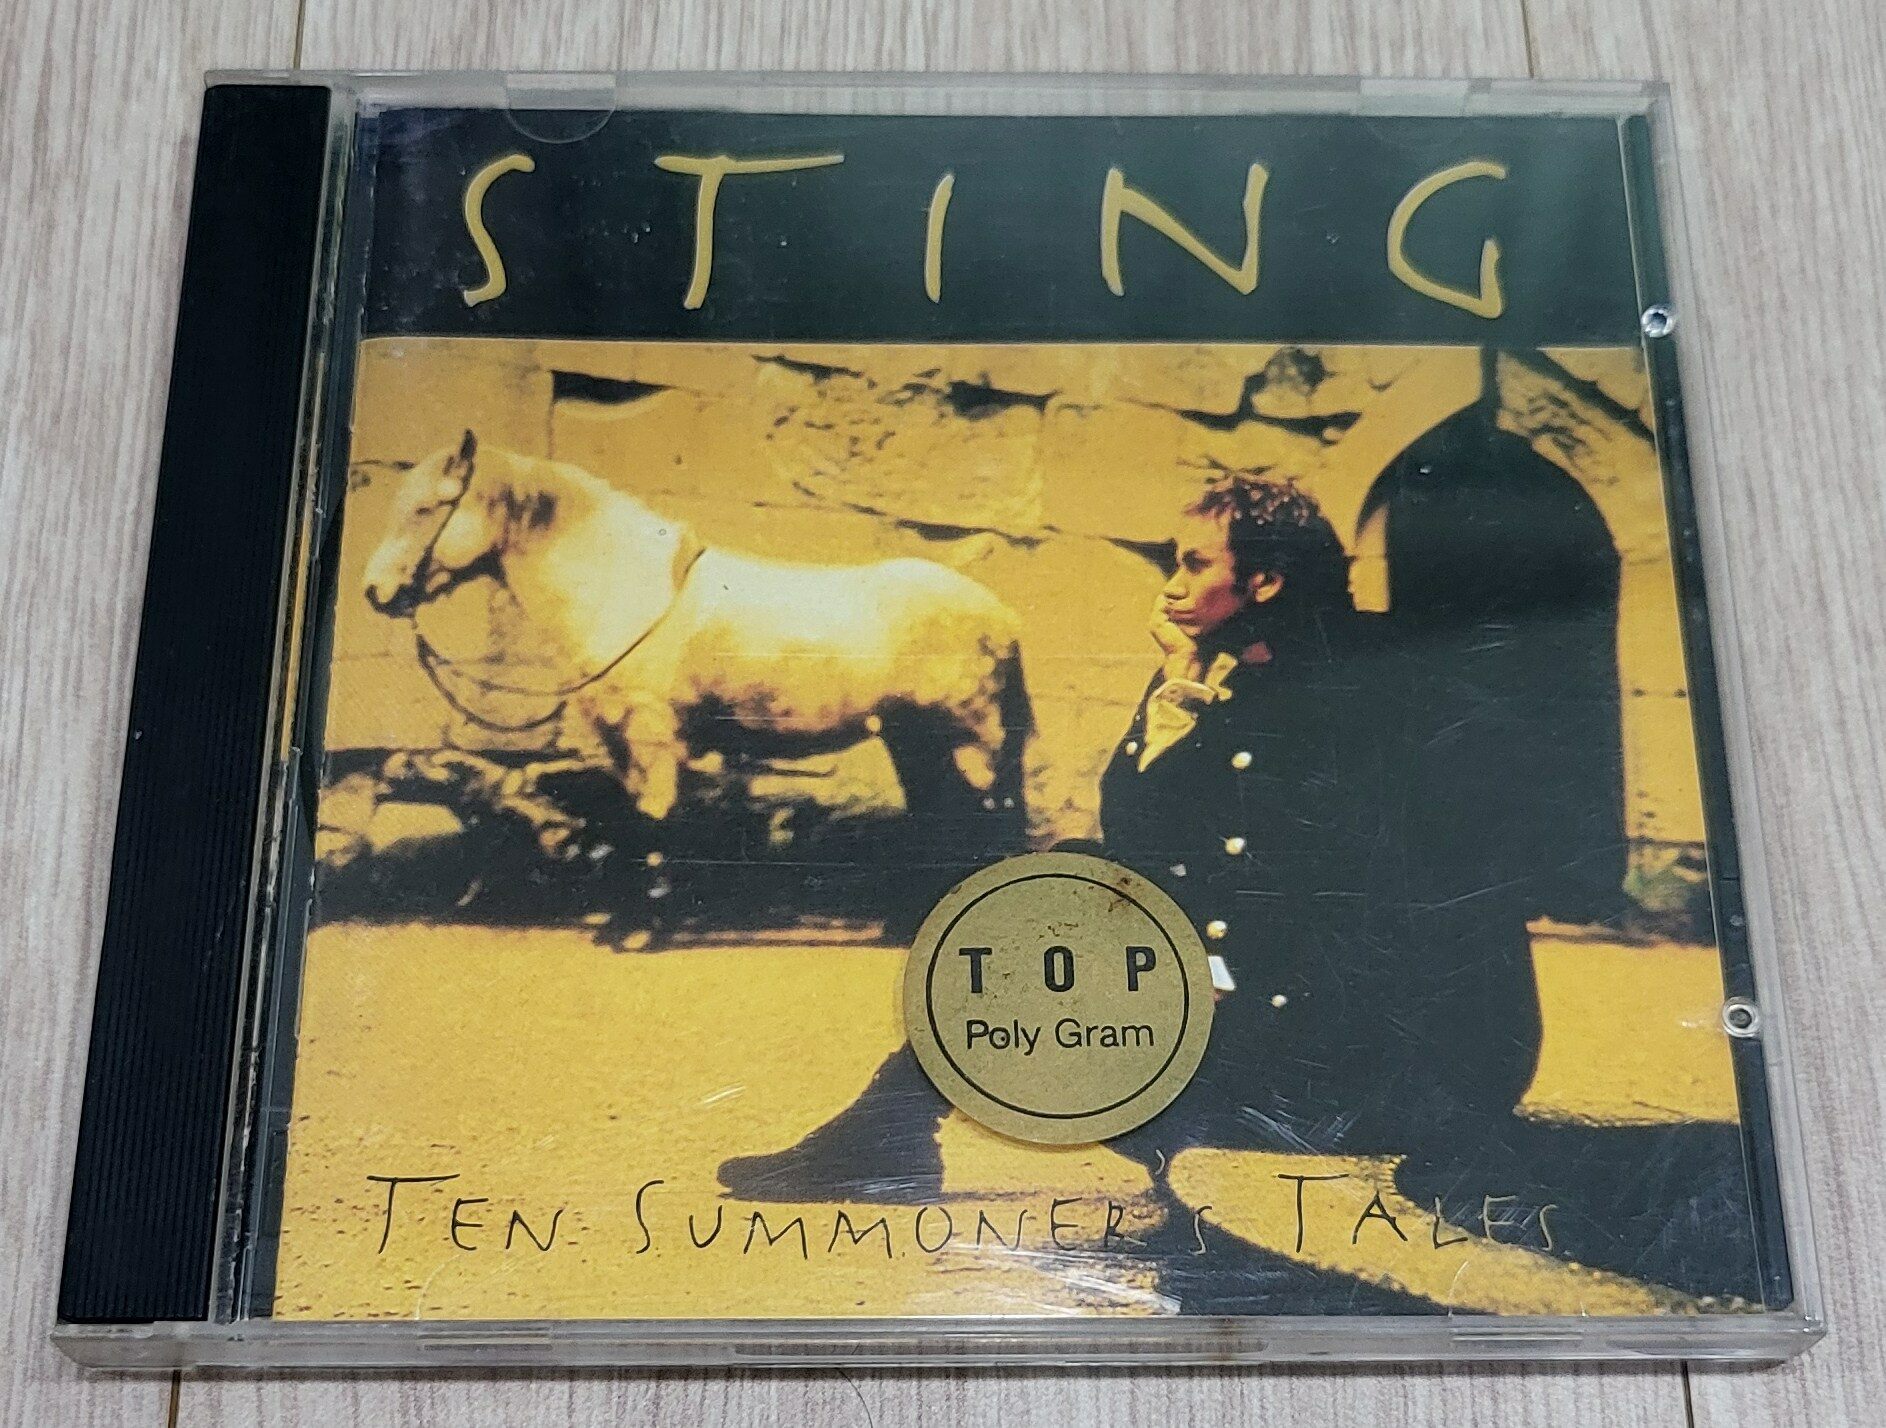 STING
TOP
Poly Gram
TEN SUMMONER'S TALES